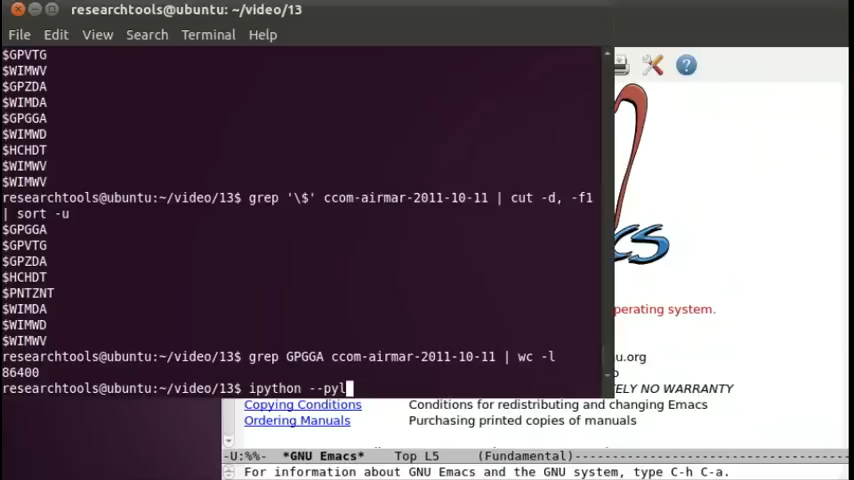 researchtools@ubuntu: ~/video/13
File Edit View Search Terminal Help
$GPVTG
$WIMWV
$GPZDA
$WIMDA
$GPGGA
$WIMWD
$HCHDT
$WIMWV
$WIMWV
researchtools@ubuntu:~/video/13$ grep '\$' ccom-airmar-2011-10-11 | cut -d, -f1
| sort -u
$GPGGA
$GPVTG
$GPZDA
$HCHDT
$PNTZNT
$WIMDA
$WIMWD
$WIMWV
researchtools@ubuntu:~/video/13$ grep GPGGA ccom-airmar-2011-10-11 | wc -l
86400
researchtools@ubuntu:~/video/13$ ipython --pyl
perating system.
u.org
TELY NO WARRANTY
Copying Conditions Conditions for redistributing and changing Emacs
Ordering Manuals Purchasing printed copies of manuals
-U:%%- *GNU Emacs* Top L5 (Fundamental)
For information about GNU Emacs and the GNU system, type C-h C-a.